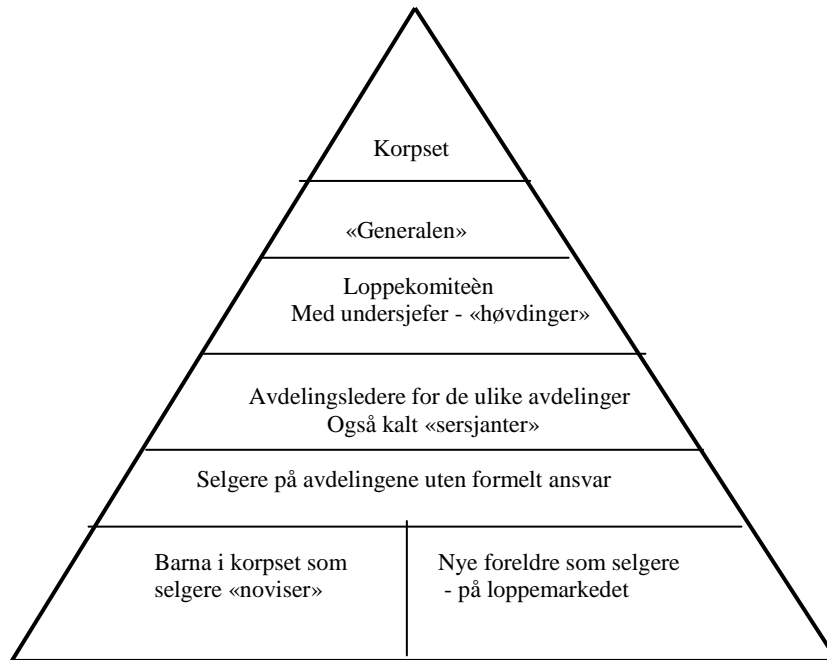 Korpset
«Generalen»
Loppekomiteèn
Med undersjefer - «høvdinger»
Avdelingsledere for de ulike avdelinger
Også kalt «sersjanter»
Selgere på avdelingene uten formelt ansvar
Barna i korpset som
selgere «noviser»
Nye foreldre som selgere
- på loppemarkedet